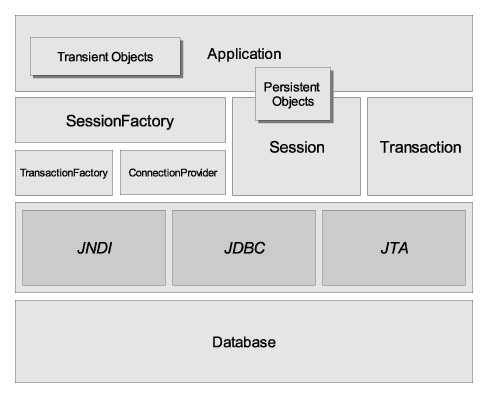 Transient Objects
Application
Persistent
Objects
SessionFactory
Session
Transaction
TransactionFactory
ConnectionProvider
JNDI
JDBC
JTA
Database